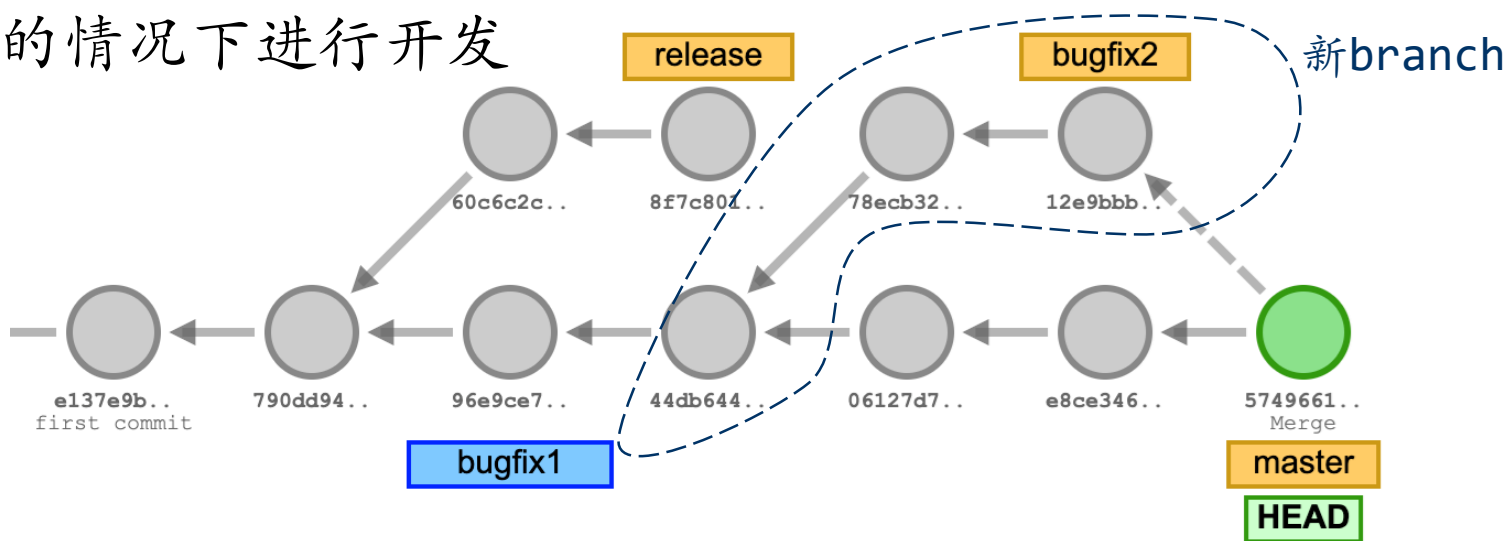 的情况下进行开发
release
bugfix2
新branch
60c6c2c..
8f7c801..
78ecb32..
12e9bbb..
e137e9b..
first commit
790dd94..
96e9ce7..
44db644..
06127d7..
e8ce346..
5749661..
Merge
bugfix1
master
HEAD